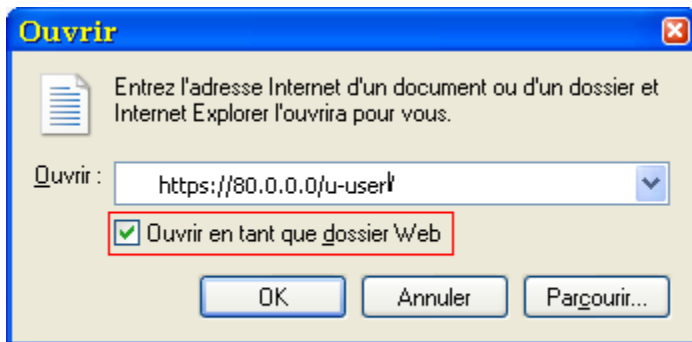 Ouvrir
Entrez l'adresse Internet d'un document ou d'un dossier et
Internet Explorer l'ouvrira pour vous.
Ouvrir : https://80.0.0.0/u-user/
Ouvrir en tant que dossier Web
OK Annuler Parcourir...